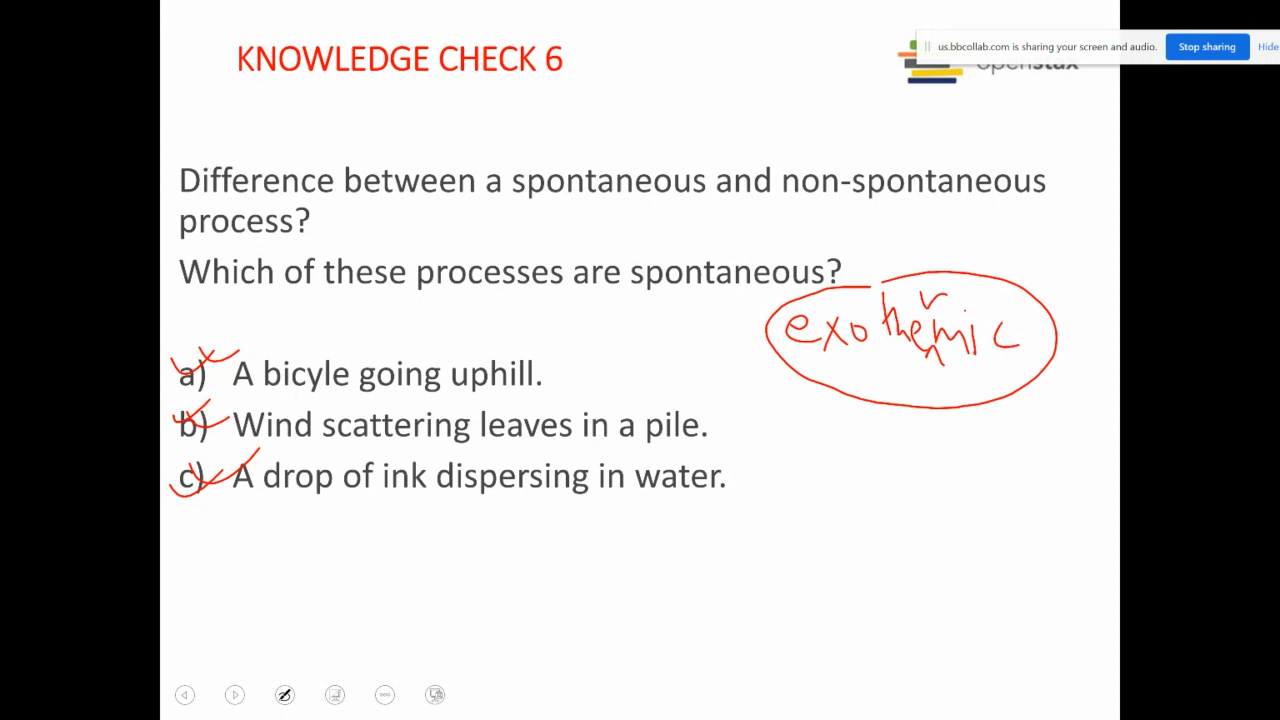 KNOWLEDGE CHECK 6
us.bbcollab.com is sharing your screen and audio. Stop sharing Hide
openstax
Difference between a spontaneous and non-spontaneous
process?
Which of these processes are spontaneous?
r
exothemic
a) A bicyle going uphill.
b) Wind scattering leaves in a pile.
c) A drop of ink dispersing in water.